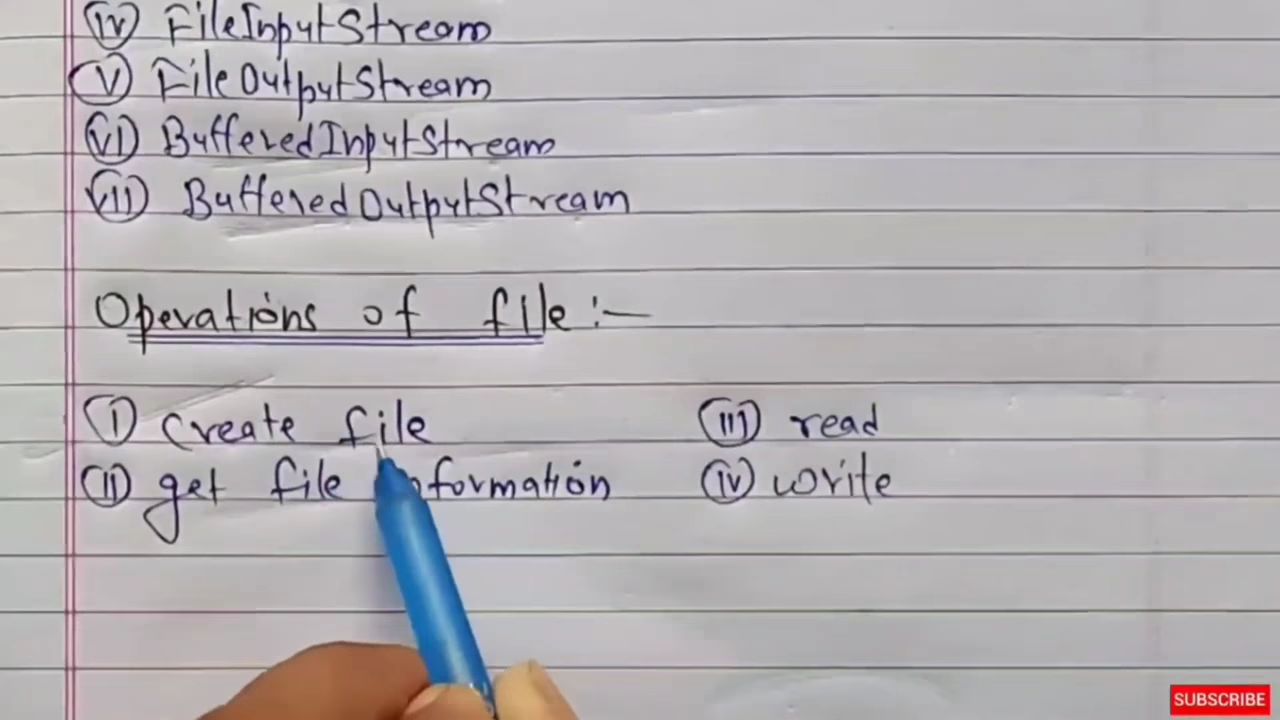 (iv) FileInputStream
(v) FileOutputStream
(vi) BufferedInputStream
(vii) BufferedOutputStream
Operations of file :-
(i) create file
(iii) read
(ii) get file information
(iv) write
SUBSCRIBE